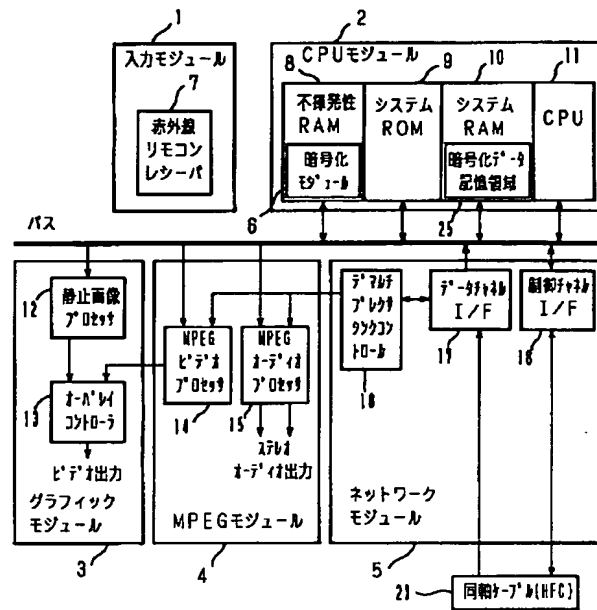 1
入力モジュール
7
赤外線
リモコン
レシーバ
2
CPUモジュール
8
不揮発性
RAM
暗号化
モジュール
6
9
システム
ROM
10
システム
RAM
暗号化データ
記憶領域
25
11
CPU
バス
12
静止画像
プロセッサ
13
オーバレイ
コントローラ
ビデオ出力
グラフィック
モジュール
3
MPEG
ビデオ
プロセッサ
14
MPEG
オーディオ
プロセッサ
15
ステレオ
オーディオ出力
MPEGモジュール
4
デマルチ
プレクサ
タンクコン
トロール
16
データチャネル
I/F
17
制御チャネル
I/F
18
ネットワーク
モジュール
5
同軸ケーブル(HFC)